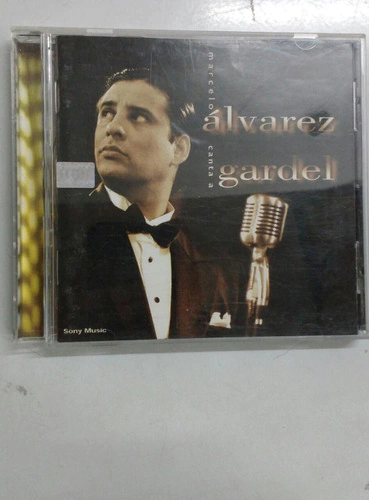 marcelo
álvarez
canta a
gardel
Sony Music